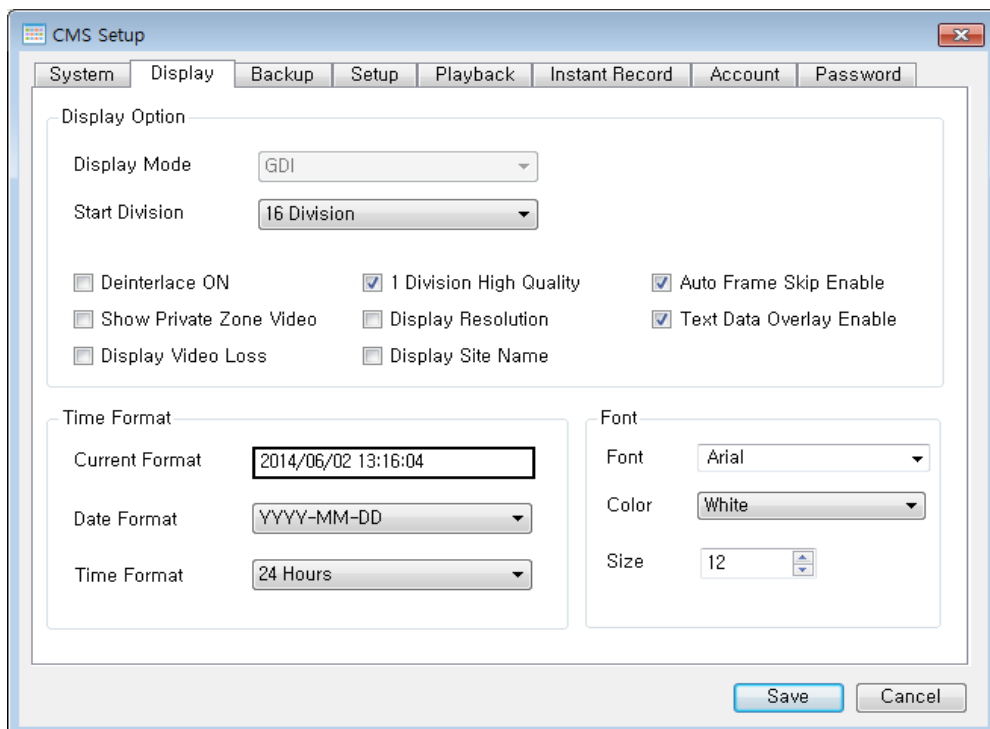 CMS Setup
System Display Backup Setup Playback Instant Record Account Password
Display Option
Display Mode GDI
Start Division 16 Division
Deinterlace ON 1 Division High Quality Auto Frame Skip Enable
Show Private Zone Video Display Resolution Text Data Overlay Enable
Display Video Loss Display Site Name
Time Format
Current Format 2014/06/02 13:16:04
Date Format YYYY-MM-DD
Time Format 24 Hours
Font
Font Arial
Color White
Size 12
Save Cancel